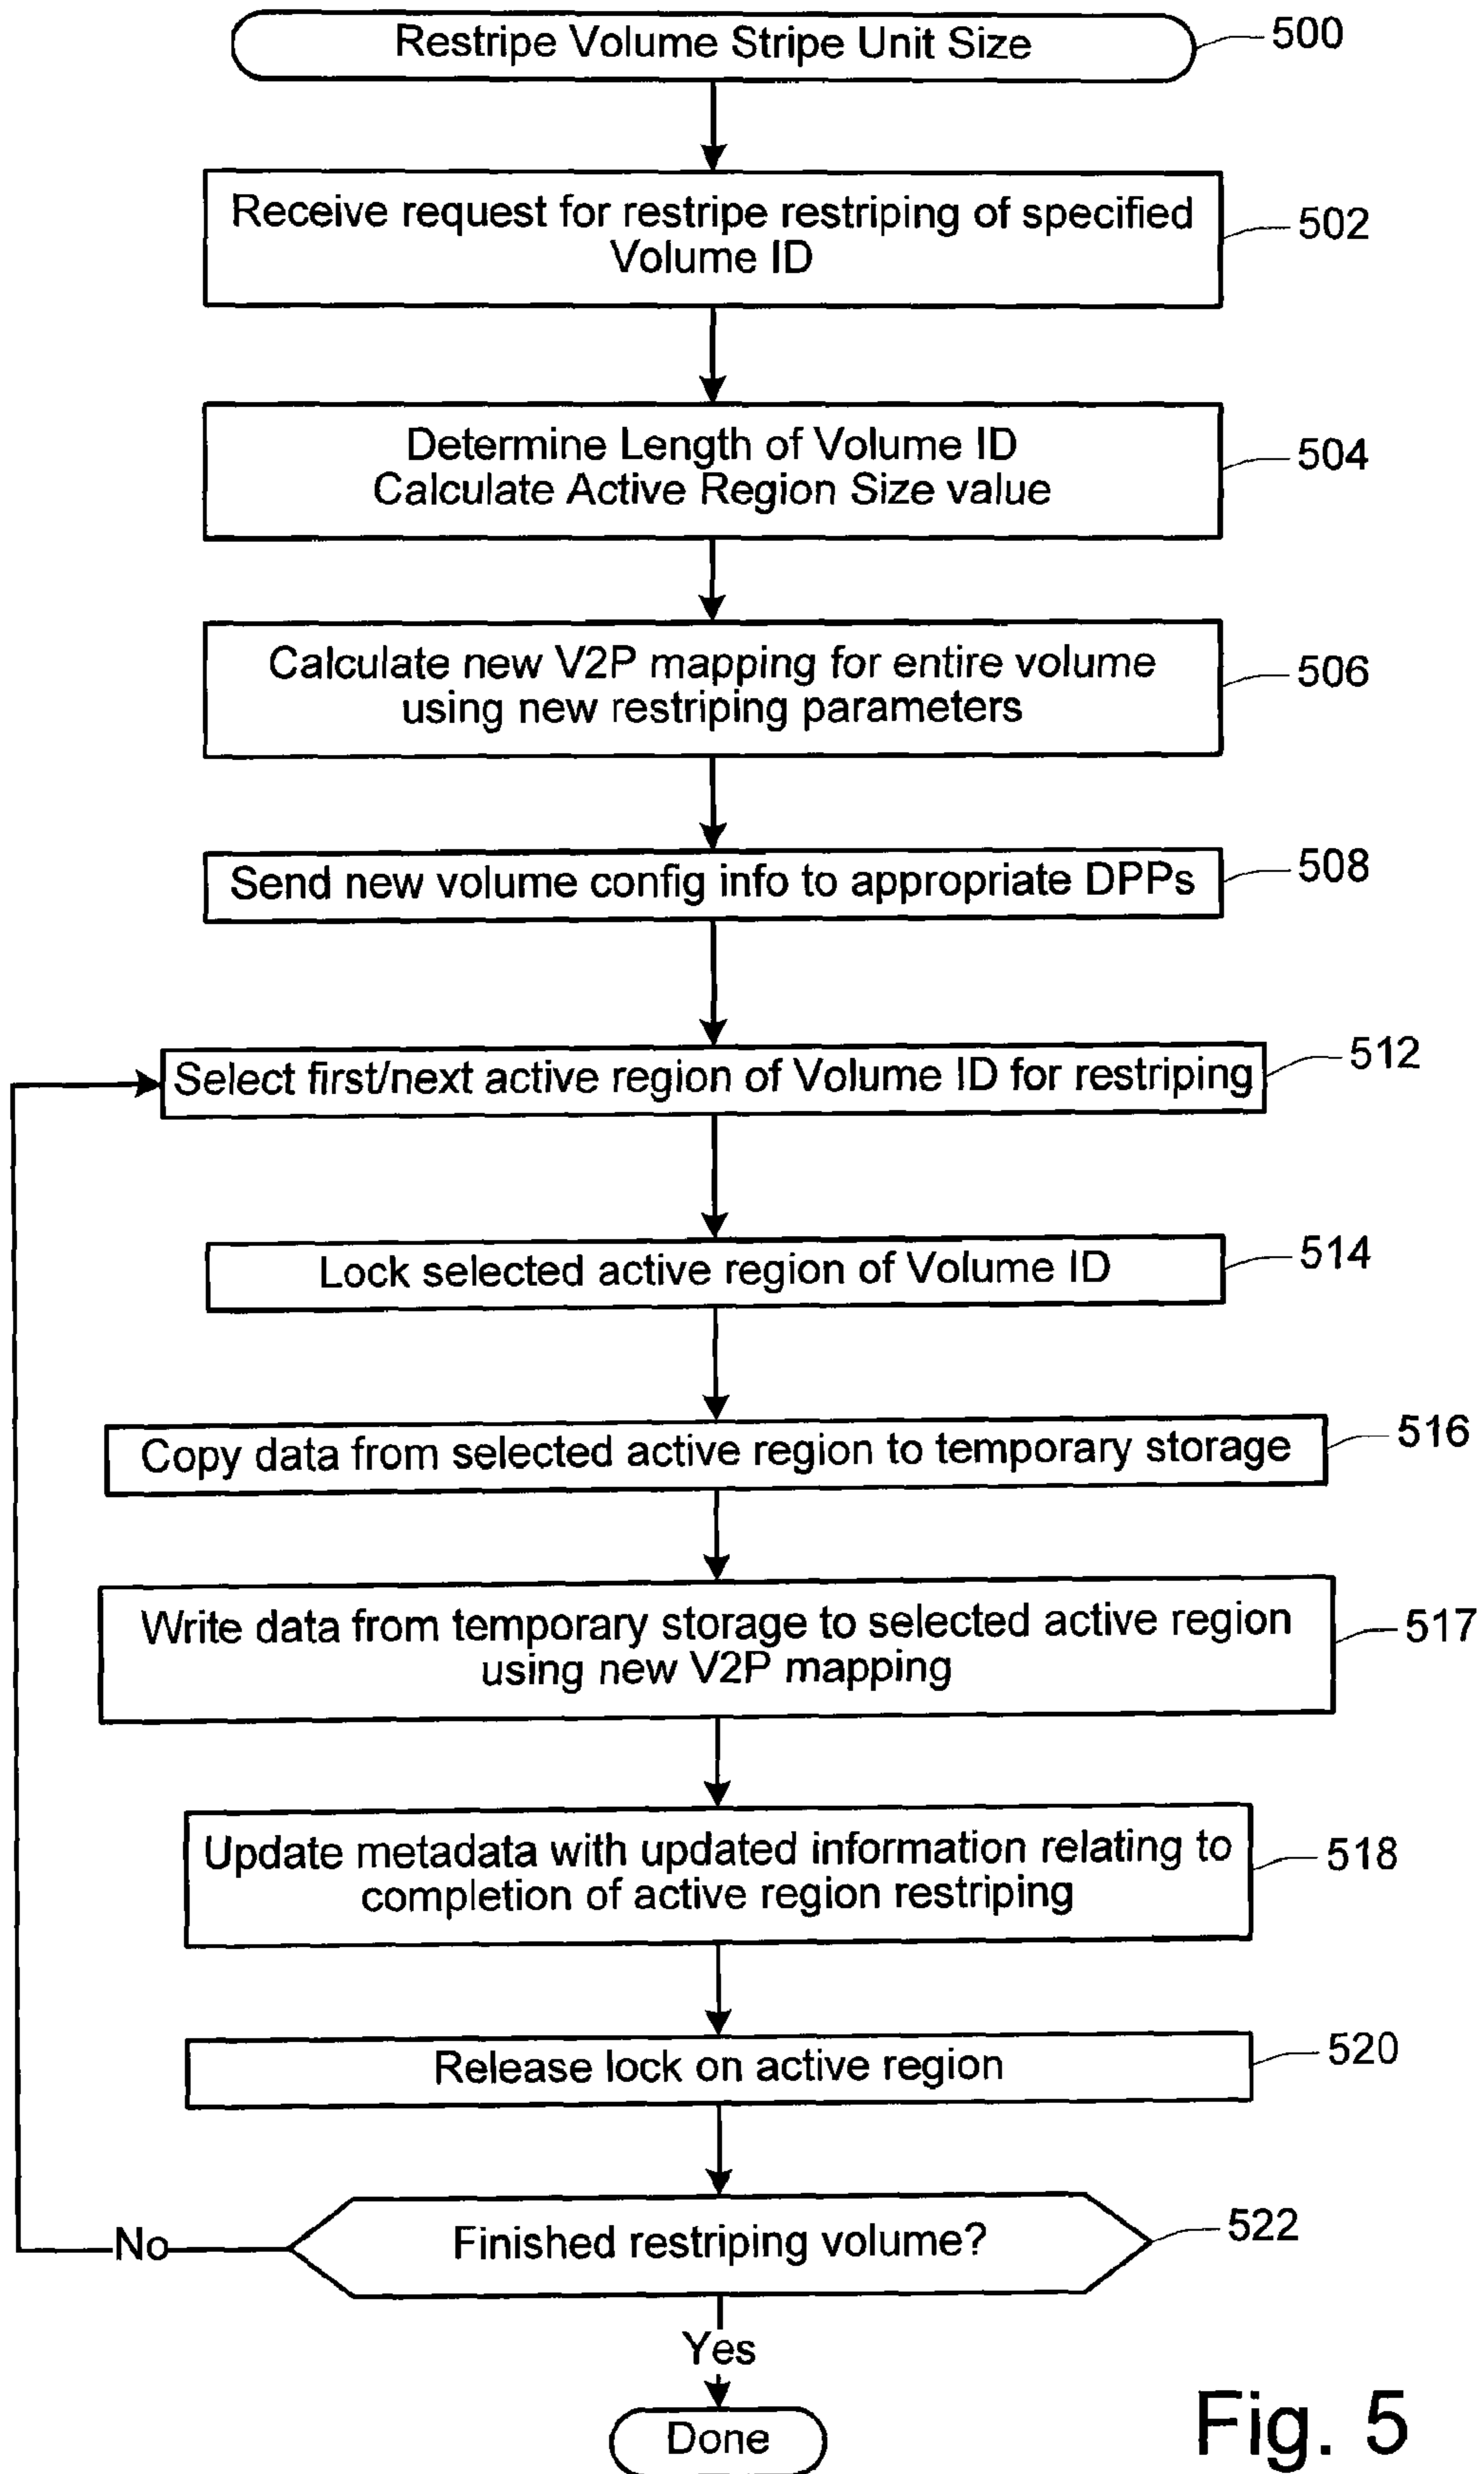 Restripe Volume Stripe Unit Size
500
Receive request for restripe restriping of specified
Volume ID
502
Determine Length of Volume ID
Calculate Active Region Size value
504
Calculate new V2P mapping for entire volume
using new restriping parameters
506
Send new volume config info to appropriate DPPs
508
Select first/next active region of Volume ID for restriping
512
Lock selected active region of Volume ID
514
Copy data from selected active region to temporary storage
516
Write data from temporary storage to selected active region
using new V2P mapping
517
Update metadata with updated information relating to
completion of active region restriping
518
Release lock on active region
520
Finished restriping volume?
522
No
Yes
Done
Fig. 5